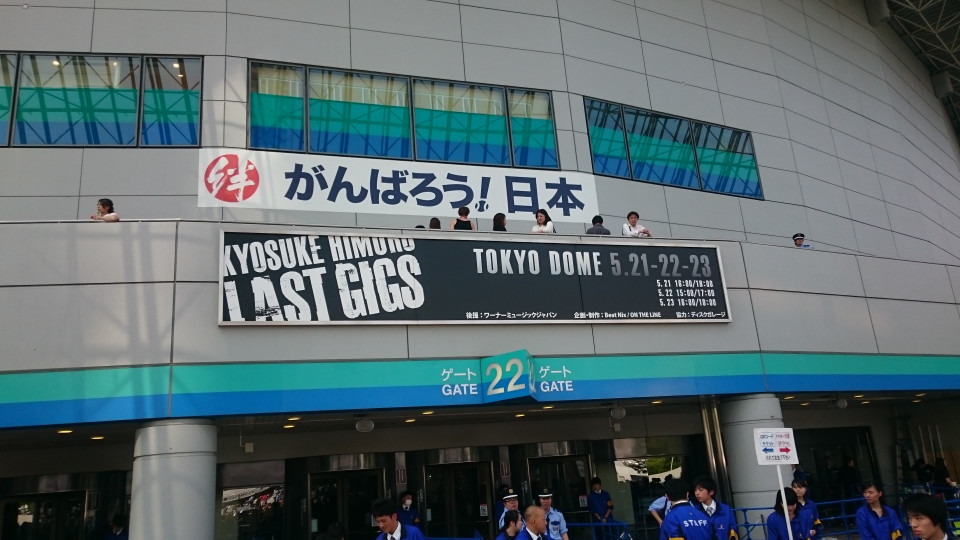 絆 がんばろう!日本
KYOSUKE HIMURO
LAST GIGS
TOKYO DOME 5.21-22-23
5.21 16:00/18:00
5.22 15:00/17:00
5.23 16:00/18:00
後援:ワーナーミュージックジャパン 企画・制作:Beat Nix / ON THE LINE 協力:ディスクガレージ
ゲート 22 ゲート
GATE GATE
STAFF